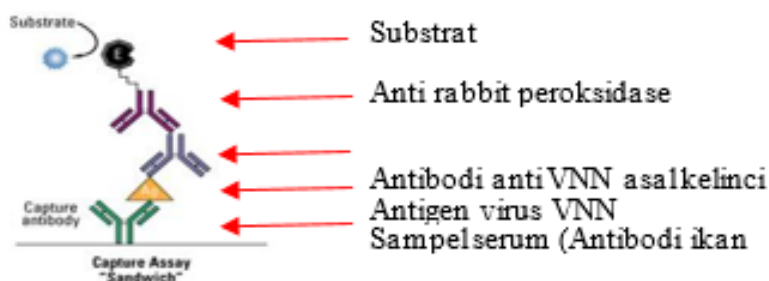 Substrate
Substrat
E
Anti rabbit peroksidase
Antibodi anti VNN asal kelinci
Antigen virus VNN
Capture
antibody
Sampel serum (Antibodi ikan
Capture Assay
"Sandwich"